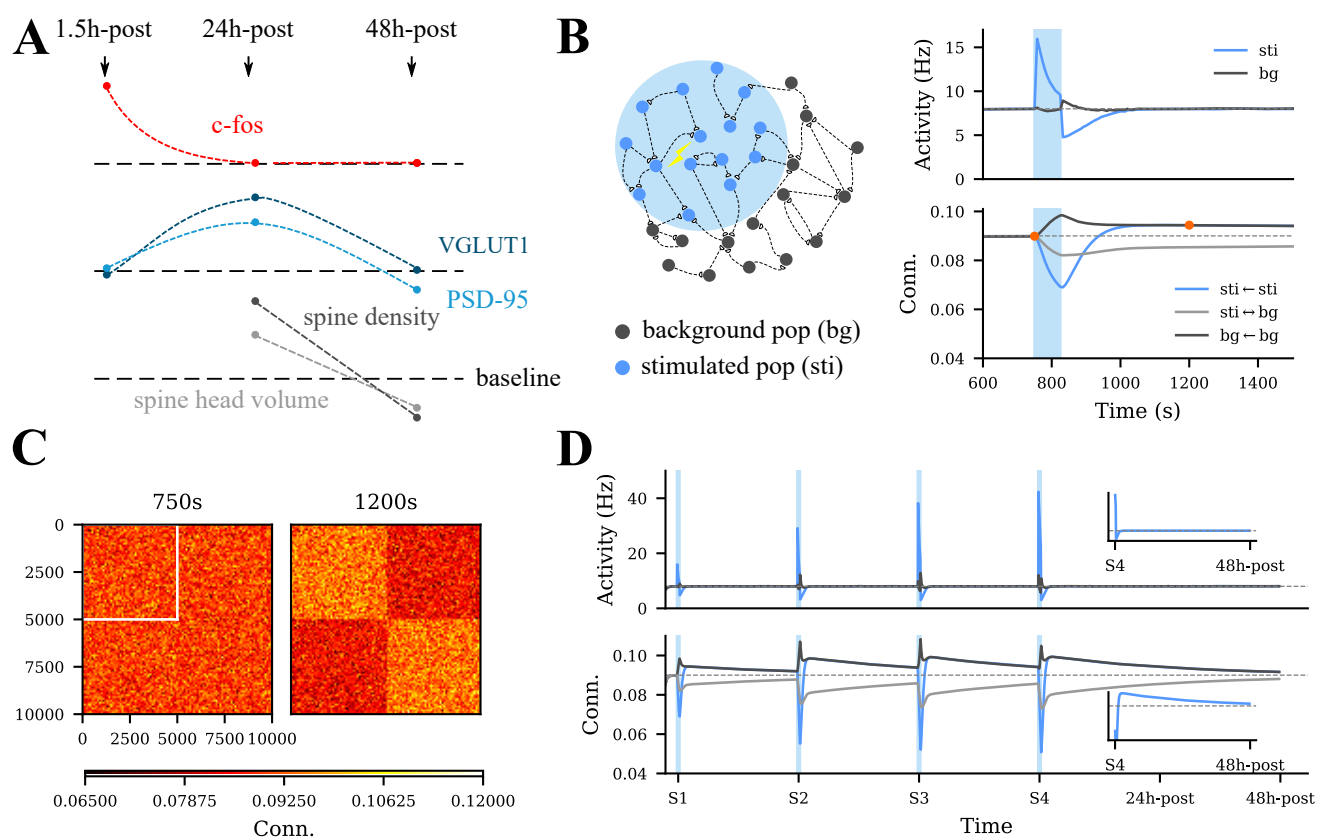 A
1.5h-post 24h-post 48h-post
c-fos
VGLUT1
PSD-95
spine density
baseline
spine head volume
B
background pop (bg)
stimulated pop (sti)
Activity (Hz)
15
10
5
0
sti
bg
Conn.
0.10
0.08
0.06
0.04
sti ← sti
sti ↔ bg
bg ← bg
600 800 1000 1200 1400
Time (s)
C
750s 1200s
0
2500
5000
7500
10000
0 2500 5000 7500 10000
0.06500 0.07875 0.09250 0.10625 0.12000
Conn.
D
Activity (Hz)
40
20
0
S4 48h-post
Conn.
0.10
0.08
0.06
0.04
S4 48h-post
S1 S2 S3 S4 24h-post 48h-post
Time